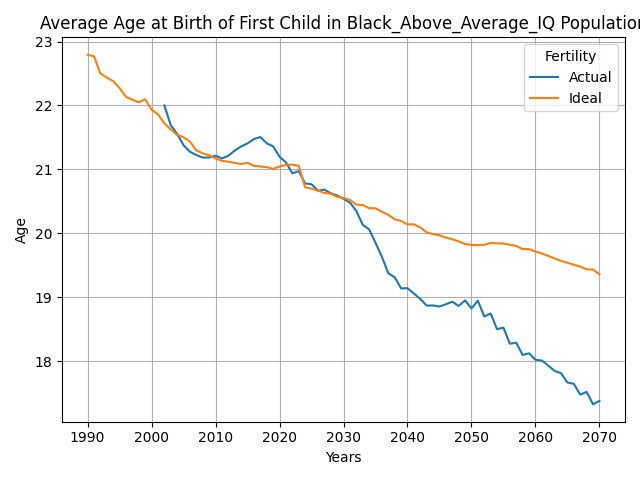 Average Age at Birth of First Child in Black_Above_Average_IQ Population
Fertility
Actual
Ideal
23
22
21
20
19
18
Age
1990 2000 2010 2020 2030 2040 2050 2060 2070
Years